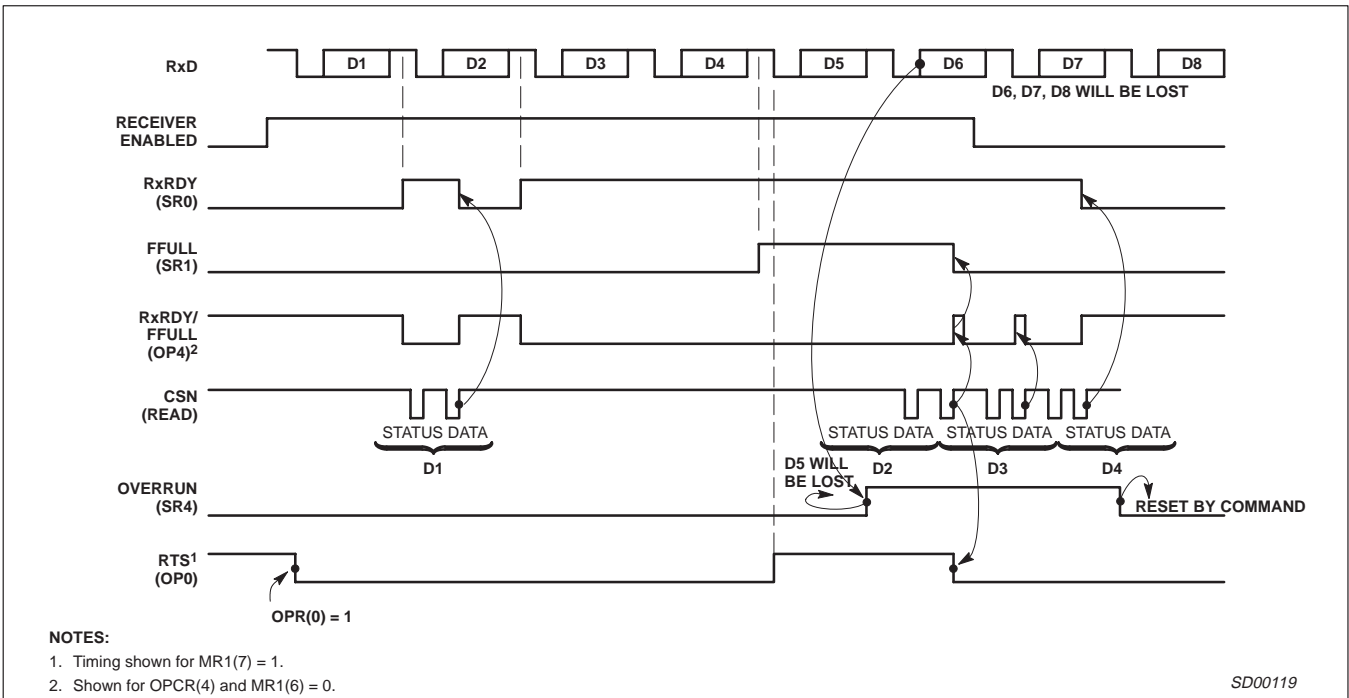 RxD
D1 D2 D3 D4 D5 D6 D7 D8
D6, D7, D8 WILL BE LOST
RECEIVER
ENABLED
RxRDY
(SR0)
FFULL
(SR1)
RxRDY/
FFULL
(OP4)2
CSN
(READ)
STATUS DATA
D1
STATUS DATA
D2
STATUS DATA
D3
STATUS DATA
D4
D5 WILL
BE LOST
OVERRUN
(SR4)
RESET BY COMMAND
RTS1
(OP0)
OPR(0) = 1
NOTES:
1. Timing shown for MR1(7) = 1.
2. Shown for OPCR(4) and MR1(6) = 0.
SD00119